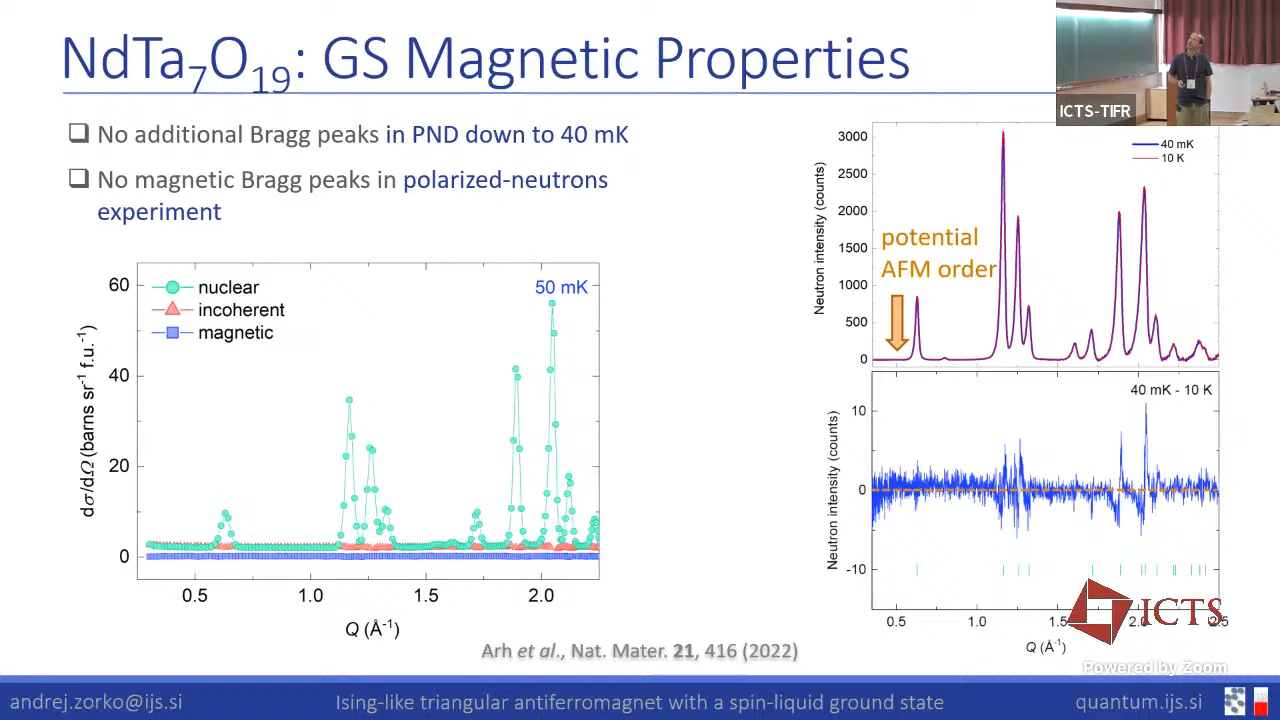 NdTa7O19: GS Magnetic Properties
ICTS-TIFR
❑ No additional Bragg peaks in PND down to 40 mK
❑ No magnetic Bragg peaks in polarized-neutrons
experiment
60
40
20
0
dσ/dΩ (barns sr-1 f.u.-1)
nuclear
incoherent
magnetic
50 mK
0.5 1.0 1.5 2.0
Q (Å-1)
3000
2500
2000
1500
1000
500
0
Neutron intensity (counts)
40 mK
10 K
potential
AFM order
10
0
-10
Neutron intensity (counts)
40 mK - 10 K
0.5 1.0 1.5 2.0 2.5
Q (Å-1)
ICTS
Arh et al., Nat. Mater. 21, 416 (2022)
Powered by Zoom
andrej.zorko@ijs.si
Ising-like triangular antiferromagnet with a spin-liquid ground state
quantum.ijs.si